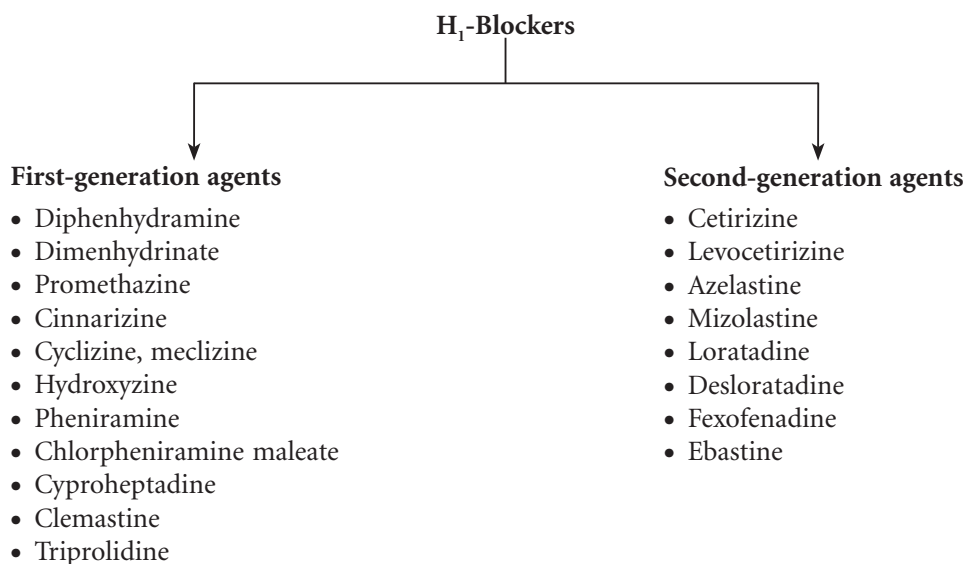 H₁-Blockers
First-generation agents
• Diphenhydramine
• Dimenhydrinate
• Promethazine
• Cinnarizine
• Cyclizine, meclizine
• Hydroxyzine
• Pheniramine
• Chlorpheniramine maleate
• Cyproheptadine
• Clemastine
• Triprolidine
Second-generation agents
• Cetirizine
• Levocetirizine
• Azelastine
• Mizolastine
• Loratadine
• Desloratadine
• Fexofenadine
• Ebastine